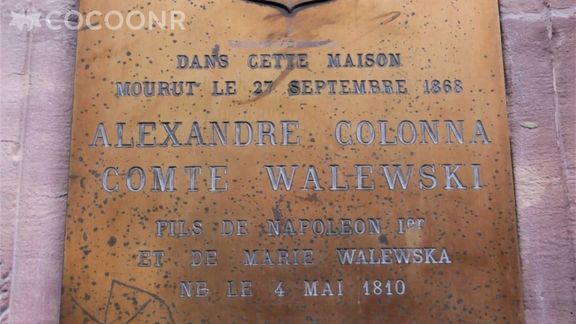 COCOONR
DANS CETTE MAISON
MOURUT LE 27 SEPTEMBRE 1868
ALEXANDRE COLONNA
COMTE WALEWSKI
FILS DE NAPOLEON Ier
ET DE MARIE WALEWSKA
NE LE 4 MAI 1810